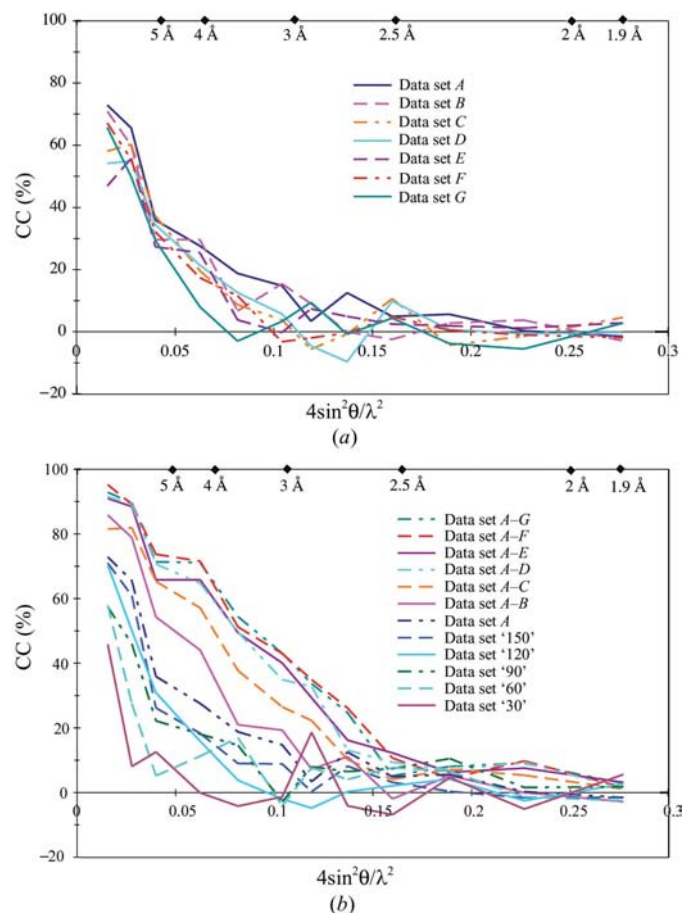 100
5 Å 4 Å 3 Å 2.5 Å 2 Å 1.9 Å
80
Data set A
Data set B
Data set C
Data set D
Data set E
Data set F
Data set G
60
CC (%)
40
20
0
0.05 0.1 0.15 0.2 0.25 0.3
−20
4sin²θ/λ²
(a)
100
5 Å 4 Å 3 Å 2.5 Å 2 Å 1.9 Å
Data set A–G
Data set A–F
Data set A–E
Data set A–D
Data set A–C
Data set A–B
Data set A
Data set ‘150’
Data set ‘120’
Data set ‘90’
Data set ‘60’
Data set ‘30’
80
60
CC (%)
40
20
0
0.05 0.1 0.15 0.2 0.25 0.3
−20
4sin²θ/λ²
(b)